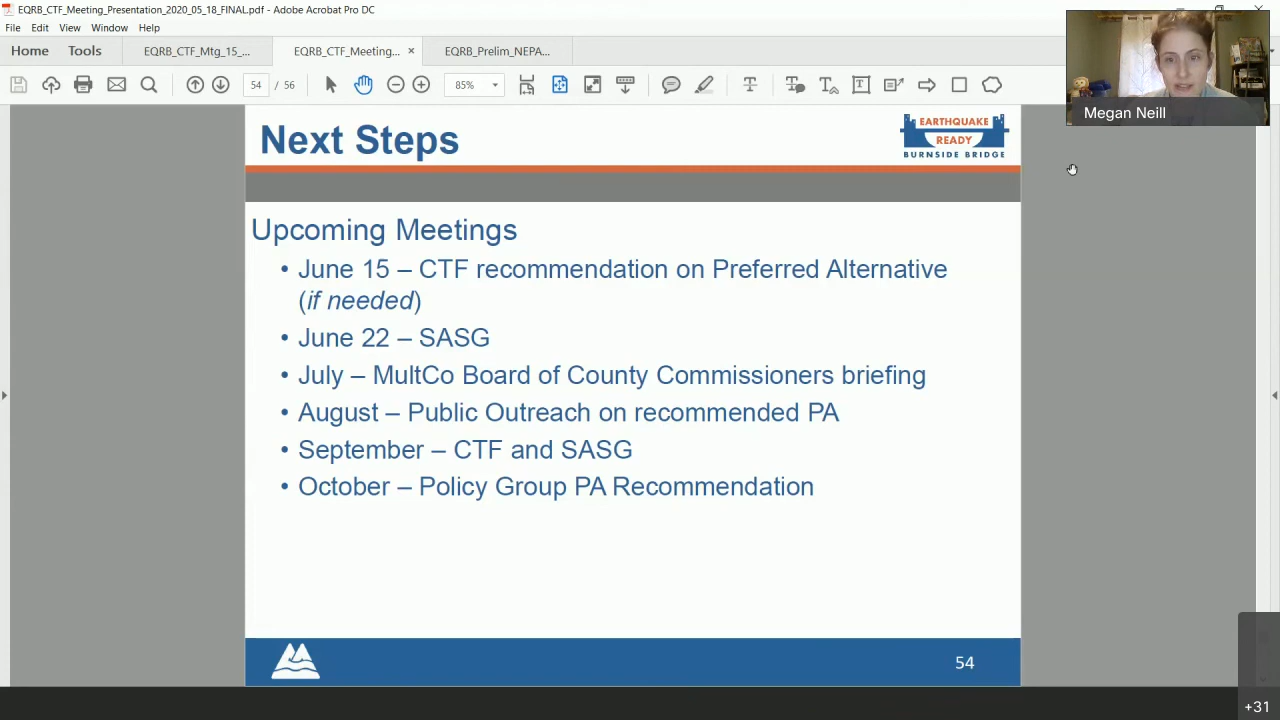 EQRB_CTF_Meeting_Presentation_2020_05_18_FINAL.pdf - Adobe Acrobat Pro DC
File Edit View Window Help
Home Tools EQRB_CTF_Mtg_15_... EQRB_CTF_Meeting... × EQRB_Prelim_NEPA...
54 / 56 85%
Megan Neill
Next Steps
EARTHQUAKE
READY
BURNSIDE BRIDGE
Upcoming Meetings
• June 15 – CTF recommendation on Preferred Alternative
(if needed)
• June 22 – SASG
• July – MultCo Board of County Commissioners briefing
• August – Public Outreach on recommended PA
• September – CTF and SASG
• October – Policy Group PA Recommendation
54
+31